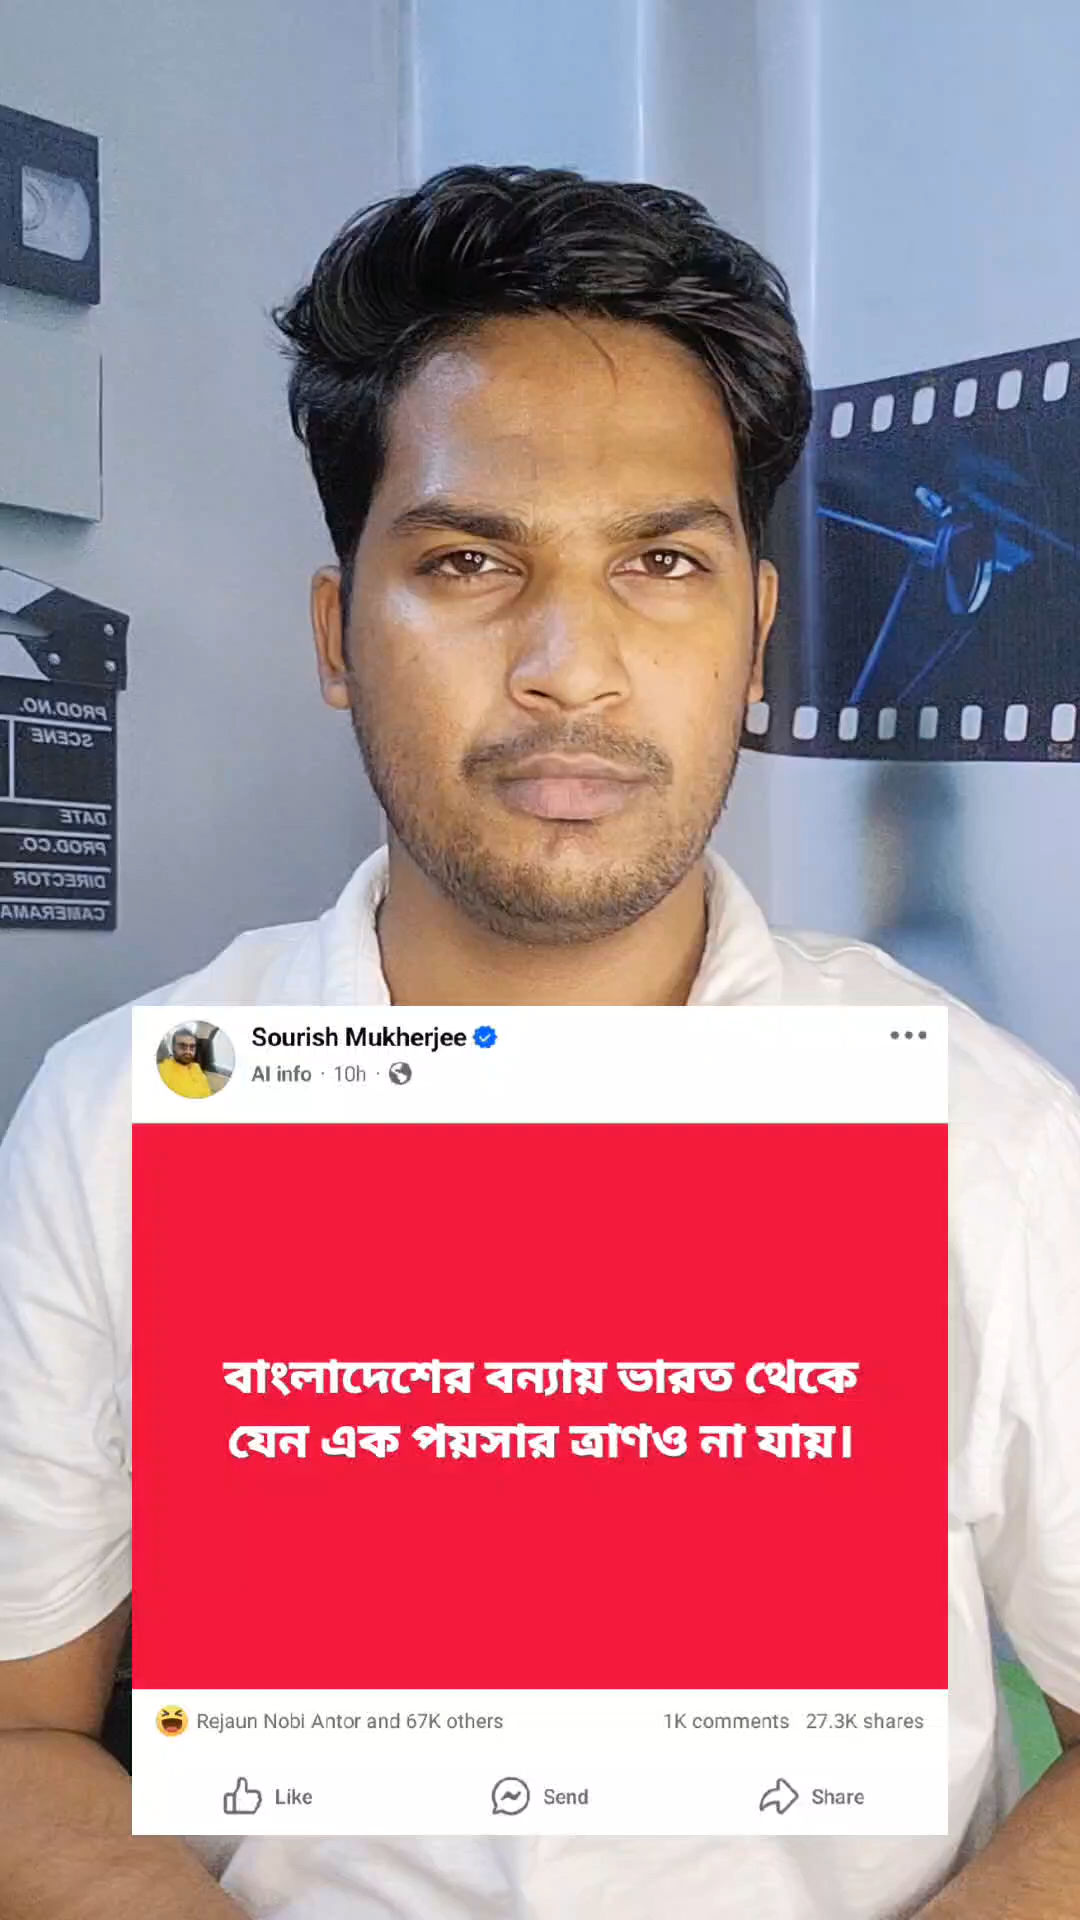 PROD.NO.
SCENE
DATE
PROD.CO.
DIRECTOR
CAMERAMA
Sourish Mukherjee
AI info · 10h ·
বাংলাদেশের বন্যায় ভারত থেকে
যেন এক পয়সার ত্রাণও না যায়।
Rejaun Nobi Antor and 67K others
1K comments 27.3K shares
Like Send Share